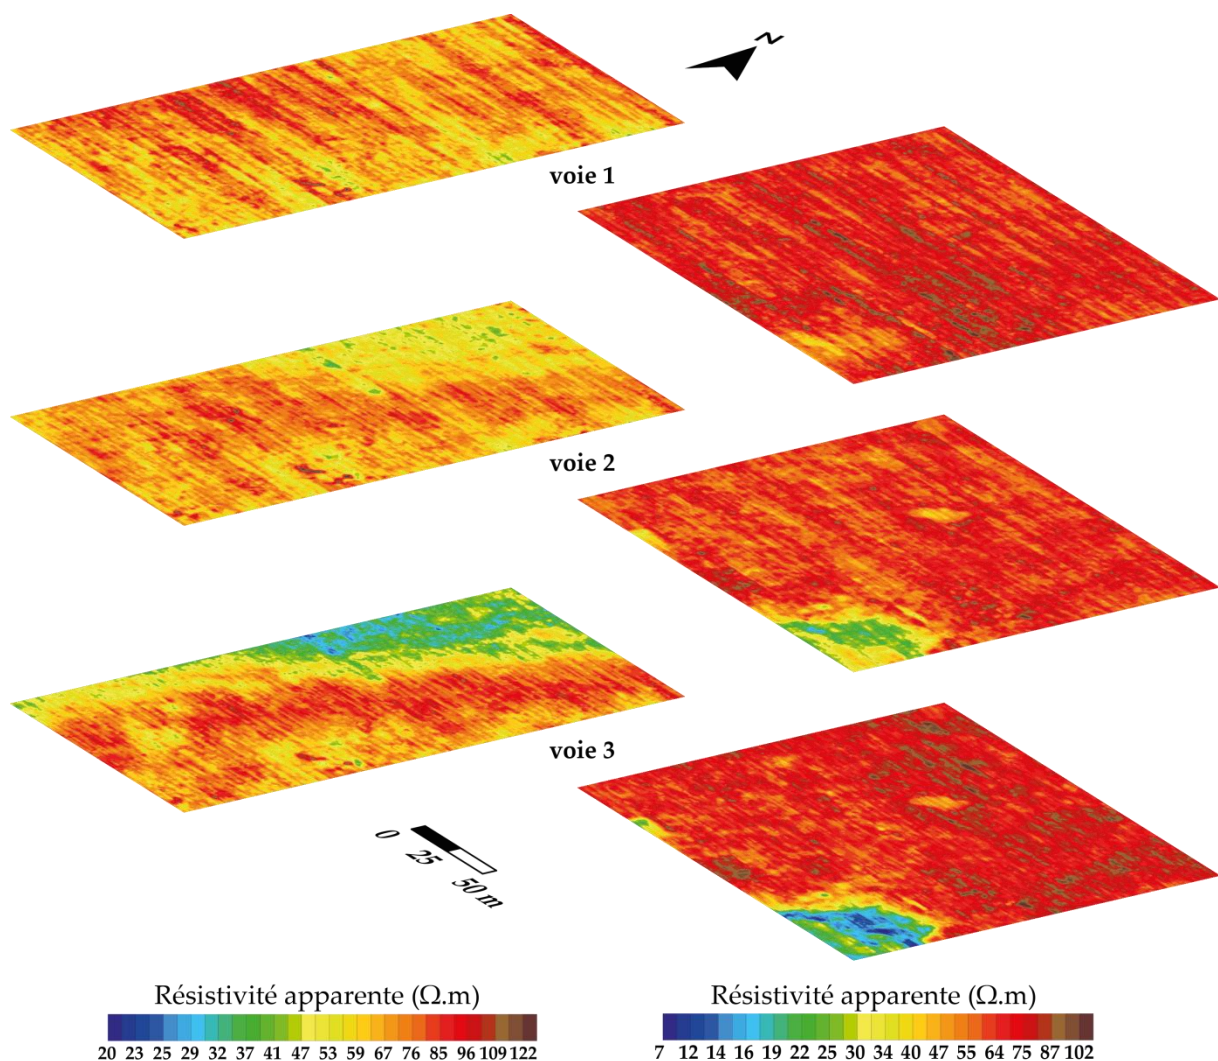 N
voie 1
voie 2
voie 3
0 25 50 m
Résistivité apparente (Ω.m)
20 23 25 29 32 37 41 47 53 59 67 76 85 96 109 122
Résistivité apparente (Ω.m)
7 12 14 16 19 22 25 30 34 40 47 55 64 75 87 102